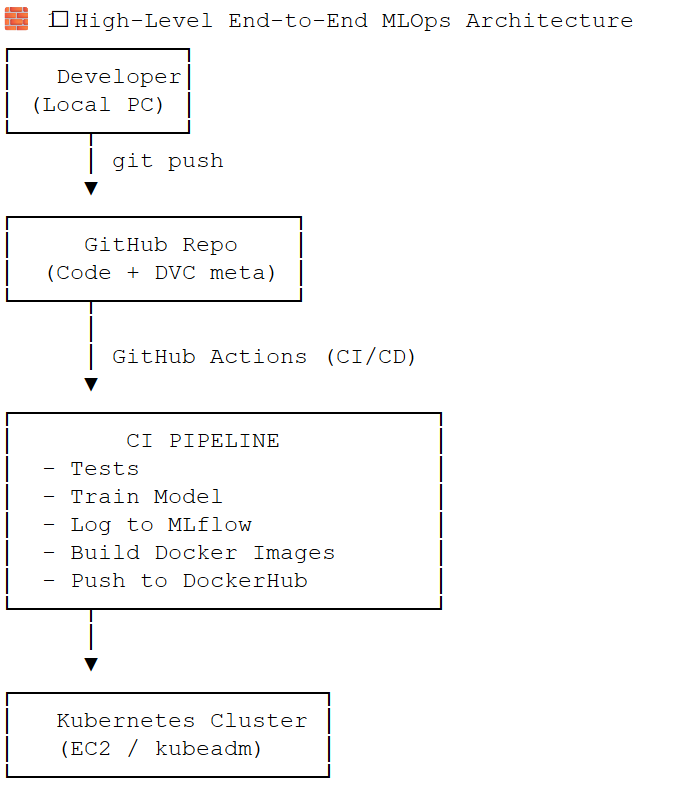 🧱 1️⃣ High-Level End-to-End MLOps Architecture
Developer
(Local PC)
git push
GitHub Repo
(Code + DVC meta)
GitHub Actions (CI/CD)
CI PIPELINE
- Tests
- Train Model
- Log to MLflow
- Build Docker Images
- Push to DockerHub
Kubernetes Cluster
(EC2 / kubeadm)